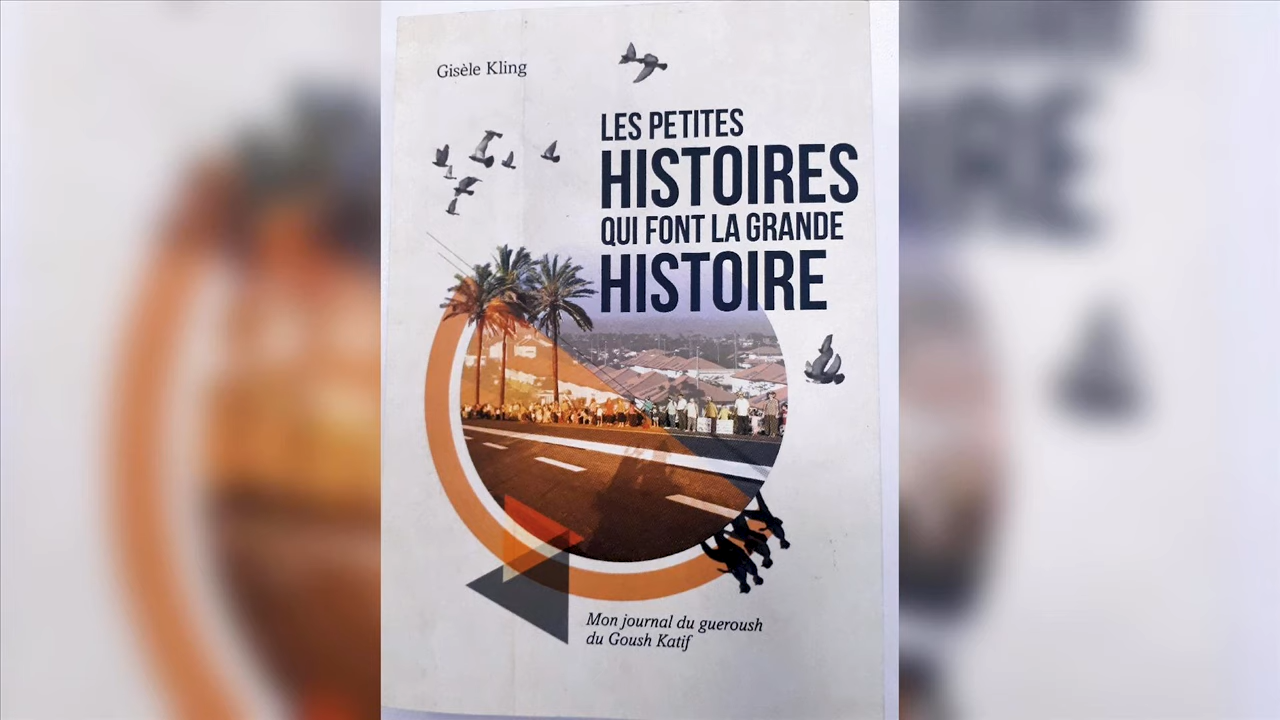 Gisèle Kling
LES PETITES
HISTOIRES
QUI FONT LA GRANDE
HISTOIRE
Mon journal du gueroush
du Goush Katif